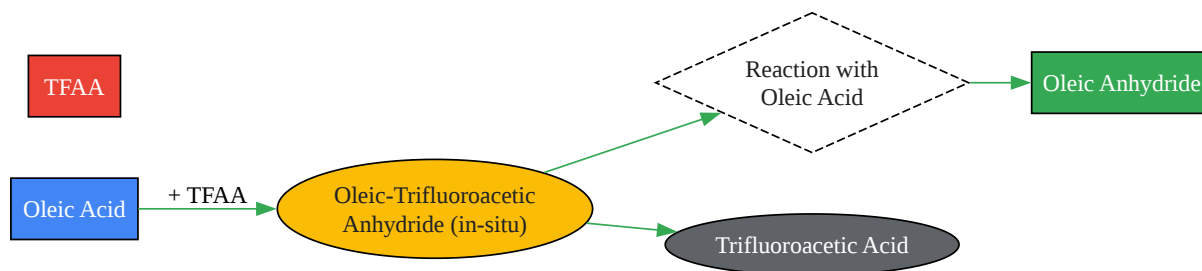 TFAA
Oleic Acid
+ TFAA
Oleic-Trifluoroacetic
Anhydride (in-situ)
Reaction with
Oleic Acid
Oleic Anhydride
Trifluoroacetic Acid